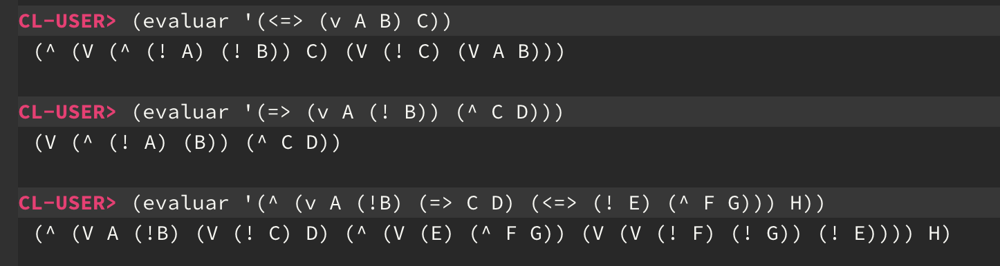 CL-USER> (evaluar '(<=> (v A B) C))
(^ (V (^ (! A) (! B)) C) (V (! C) (V A B)))
CL-USER> (evaluar '(=> (v A (! B)) (^ C D)))
(V (^ (! A) (B)) (^ C D))
CL-USER> (evaluar '(^ (v A (!B) (=> C D) (<=> (! E) (^ F G))) H))
(^ (V A (!B) (V (! C) D) (^ (V (E) (^ F G)) (V (V (! F) (! G)) (! E)))) H)